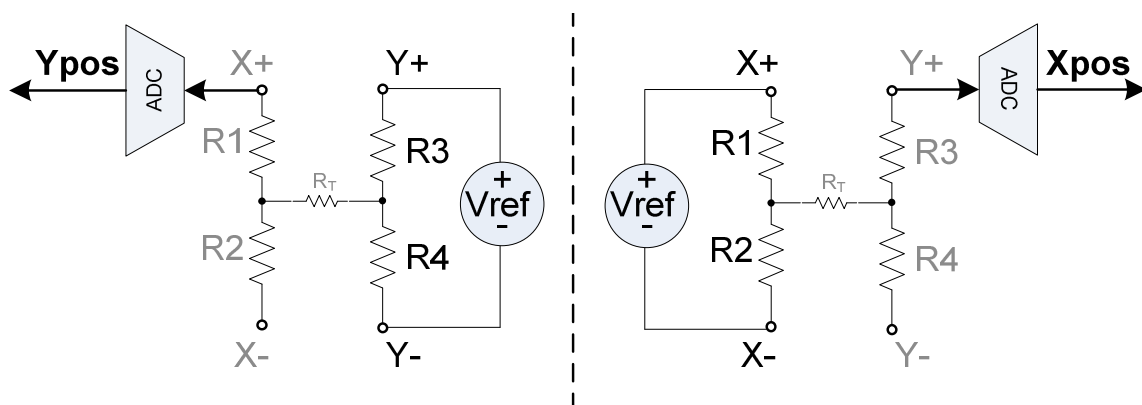 Ypos
ADC
X+
Y+
R1
R3
RT
+
Vref
-
R2
R4
X-
Y-
X+
Y+
ADC
Xpos
R1
R3
+
Vref
-
RT
R2
R4
X-
Y-